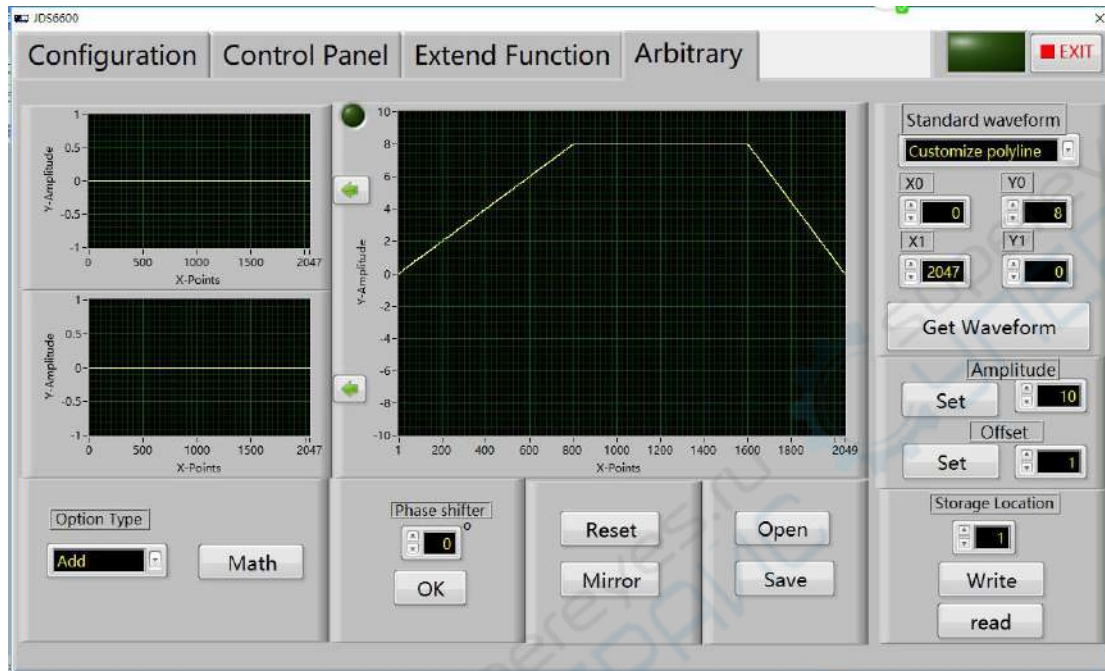 JDS6600
Configuration
Control Panel
Extend Function
Arbitrary
EXIT
1
0.5
0
-0.5
-1
Y-Amplitude
0 500 1000 1500 2047
X-Points
1
0.5
0
-0.5
-1
Y-Amplitude
0 500 1000 1500 2047
X-Points
10
8
6
4
2
0
-2
-4
-6
-8
-10
Y-Amplitude
1 200 400 600 800 1000 1200 1400 1600 1800 2049
X-Points
Standard waveform
Customize polyline
X0 Y0
0 8
X1 Y1
2047 0
Get Waveform
Amplitude
Set 10
Offset
Set 1
Option Type
Add
Math
Phase shifter
0 °
OK
Reset
Mirror
Open
Save
Storage Location
1
Write
read